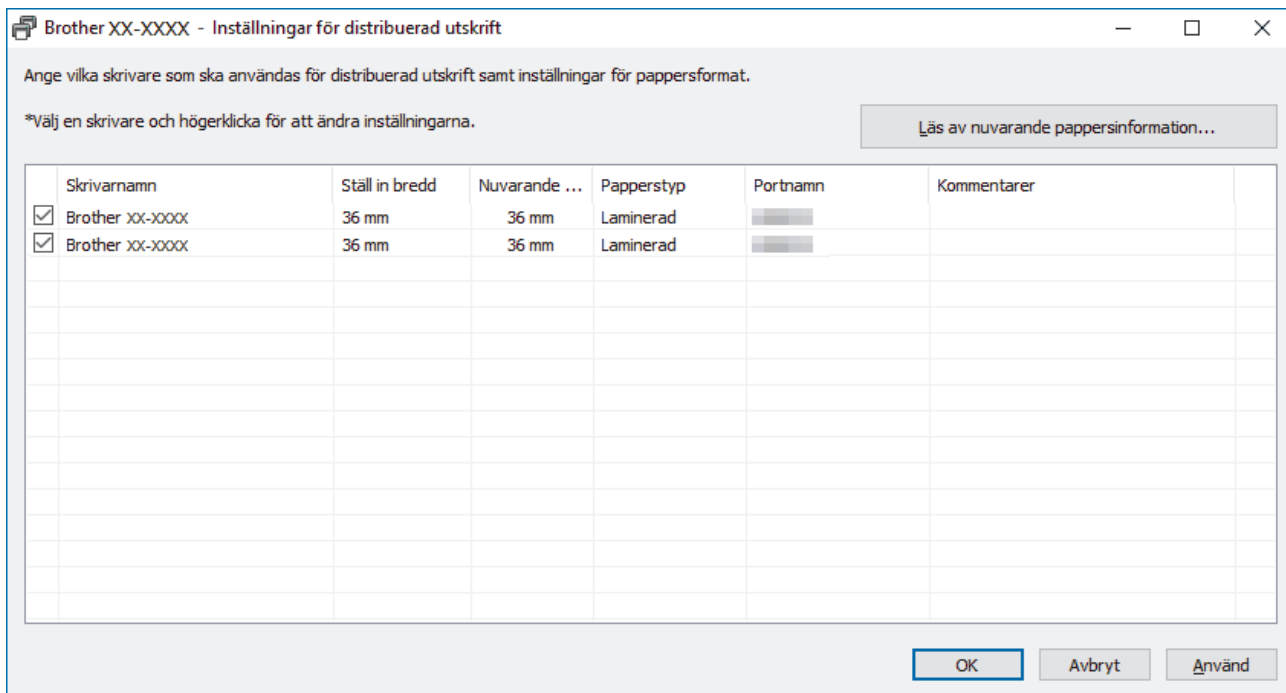 Brother XX-XXXX - Inställningar för distribuerad utskrift
Ange vilka skrivare som ska användas för distribuerad utskrift samt inställningar för pappersformat.
*Välj en skrivare och högerklicka för att ändra inställningarna.
Läs av nuvarande pappersinformation...
Skrivarnamn Ställ in bredd Nuvarande ... Papperstyp Portnamn Kommentarer
Brother XX-XXXX 36 mm 36 mm Laminerad
Brother XX-XXXX 36 mm 36 mm Laminerad
OK Avbryt Använd